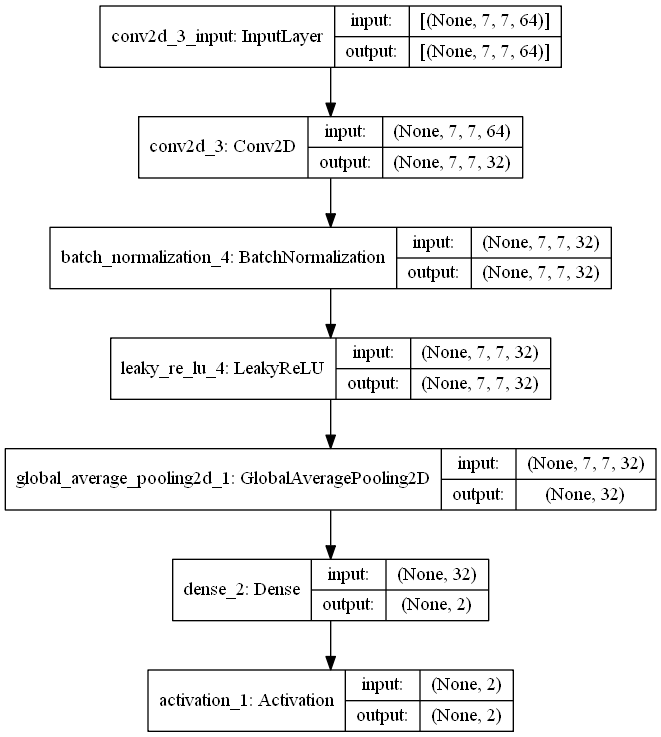 conv2d_3_input: InputLayer
input: [(None, 7, 7, 64)]
output: [(None, 7, 7, 64)]
conv2d_3: Conv2D
input: (None, 7, 7, 64)
output: (None, 7, 7, 32)
batch_normalization_4: BatchNormalization
input: (None, 7, 7, 32)
output: (None, 7, 7, 32)
leaky_re_lu_4: LeakyReLU
input: (None, 7, 7, 32)
output: (None, 7, 7, 32)
global_average_pooling2d_1: GlobalAveragePooling2D
input: (None, 7, 7, 32)
output: (None, 32)
dense_2: Dense
input: (None, 32)
output: (None, 2)
activation_1: Activation
input: (None, 2)
output: (None, 2)